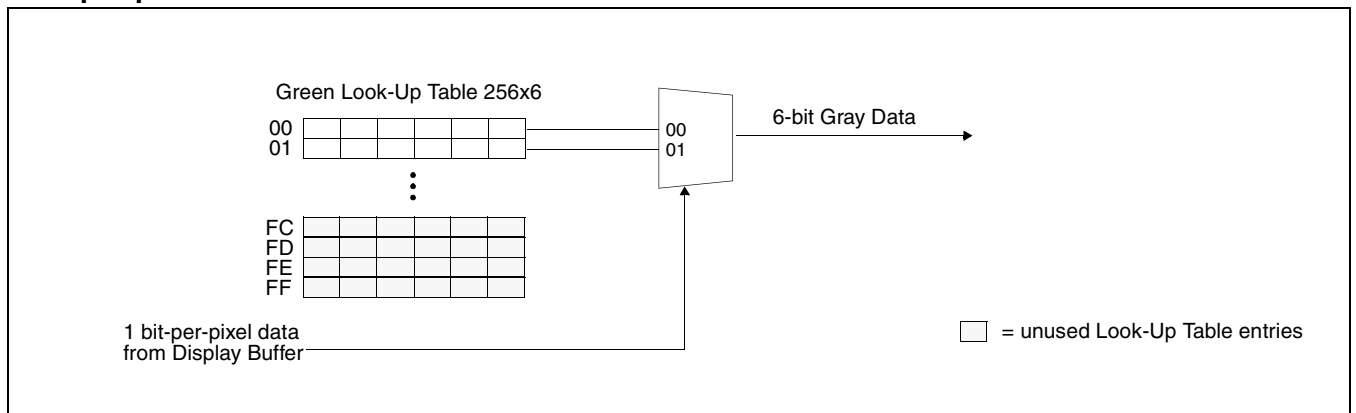 Green Look-Up Table 256x6
00
01
FC
FD
FE
FF
00
01
6-bit Gray Data
1 bit-per-pixel data
from Display Buffer
= unused Look-Up Table entries